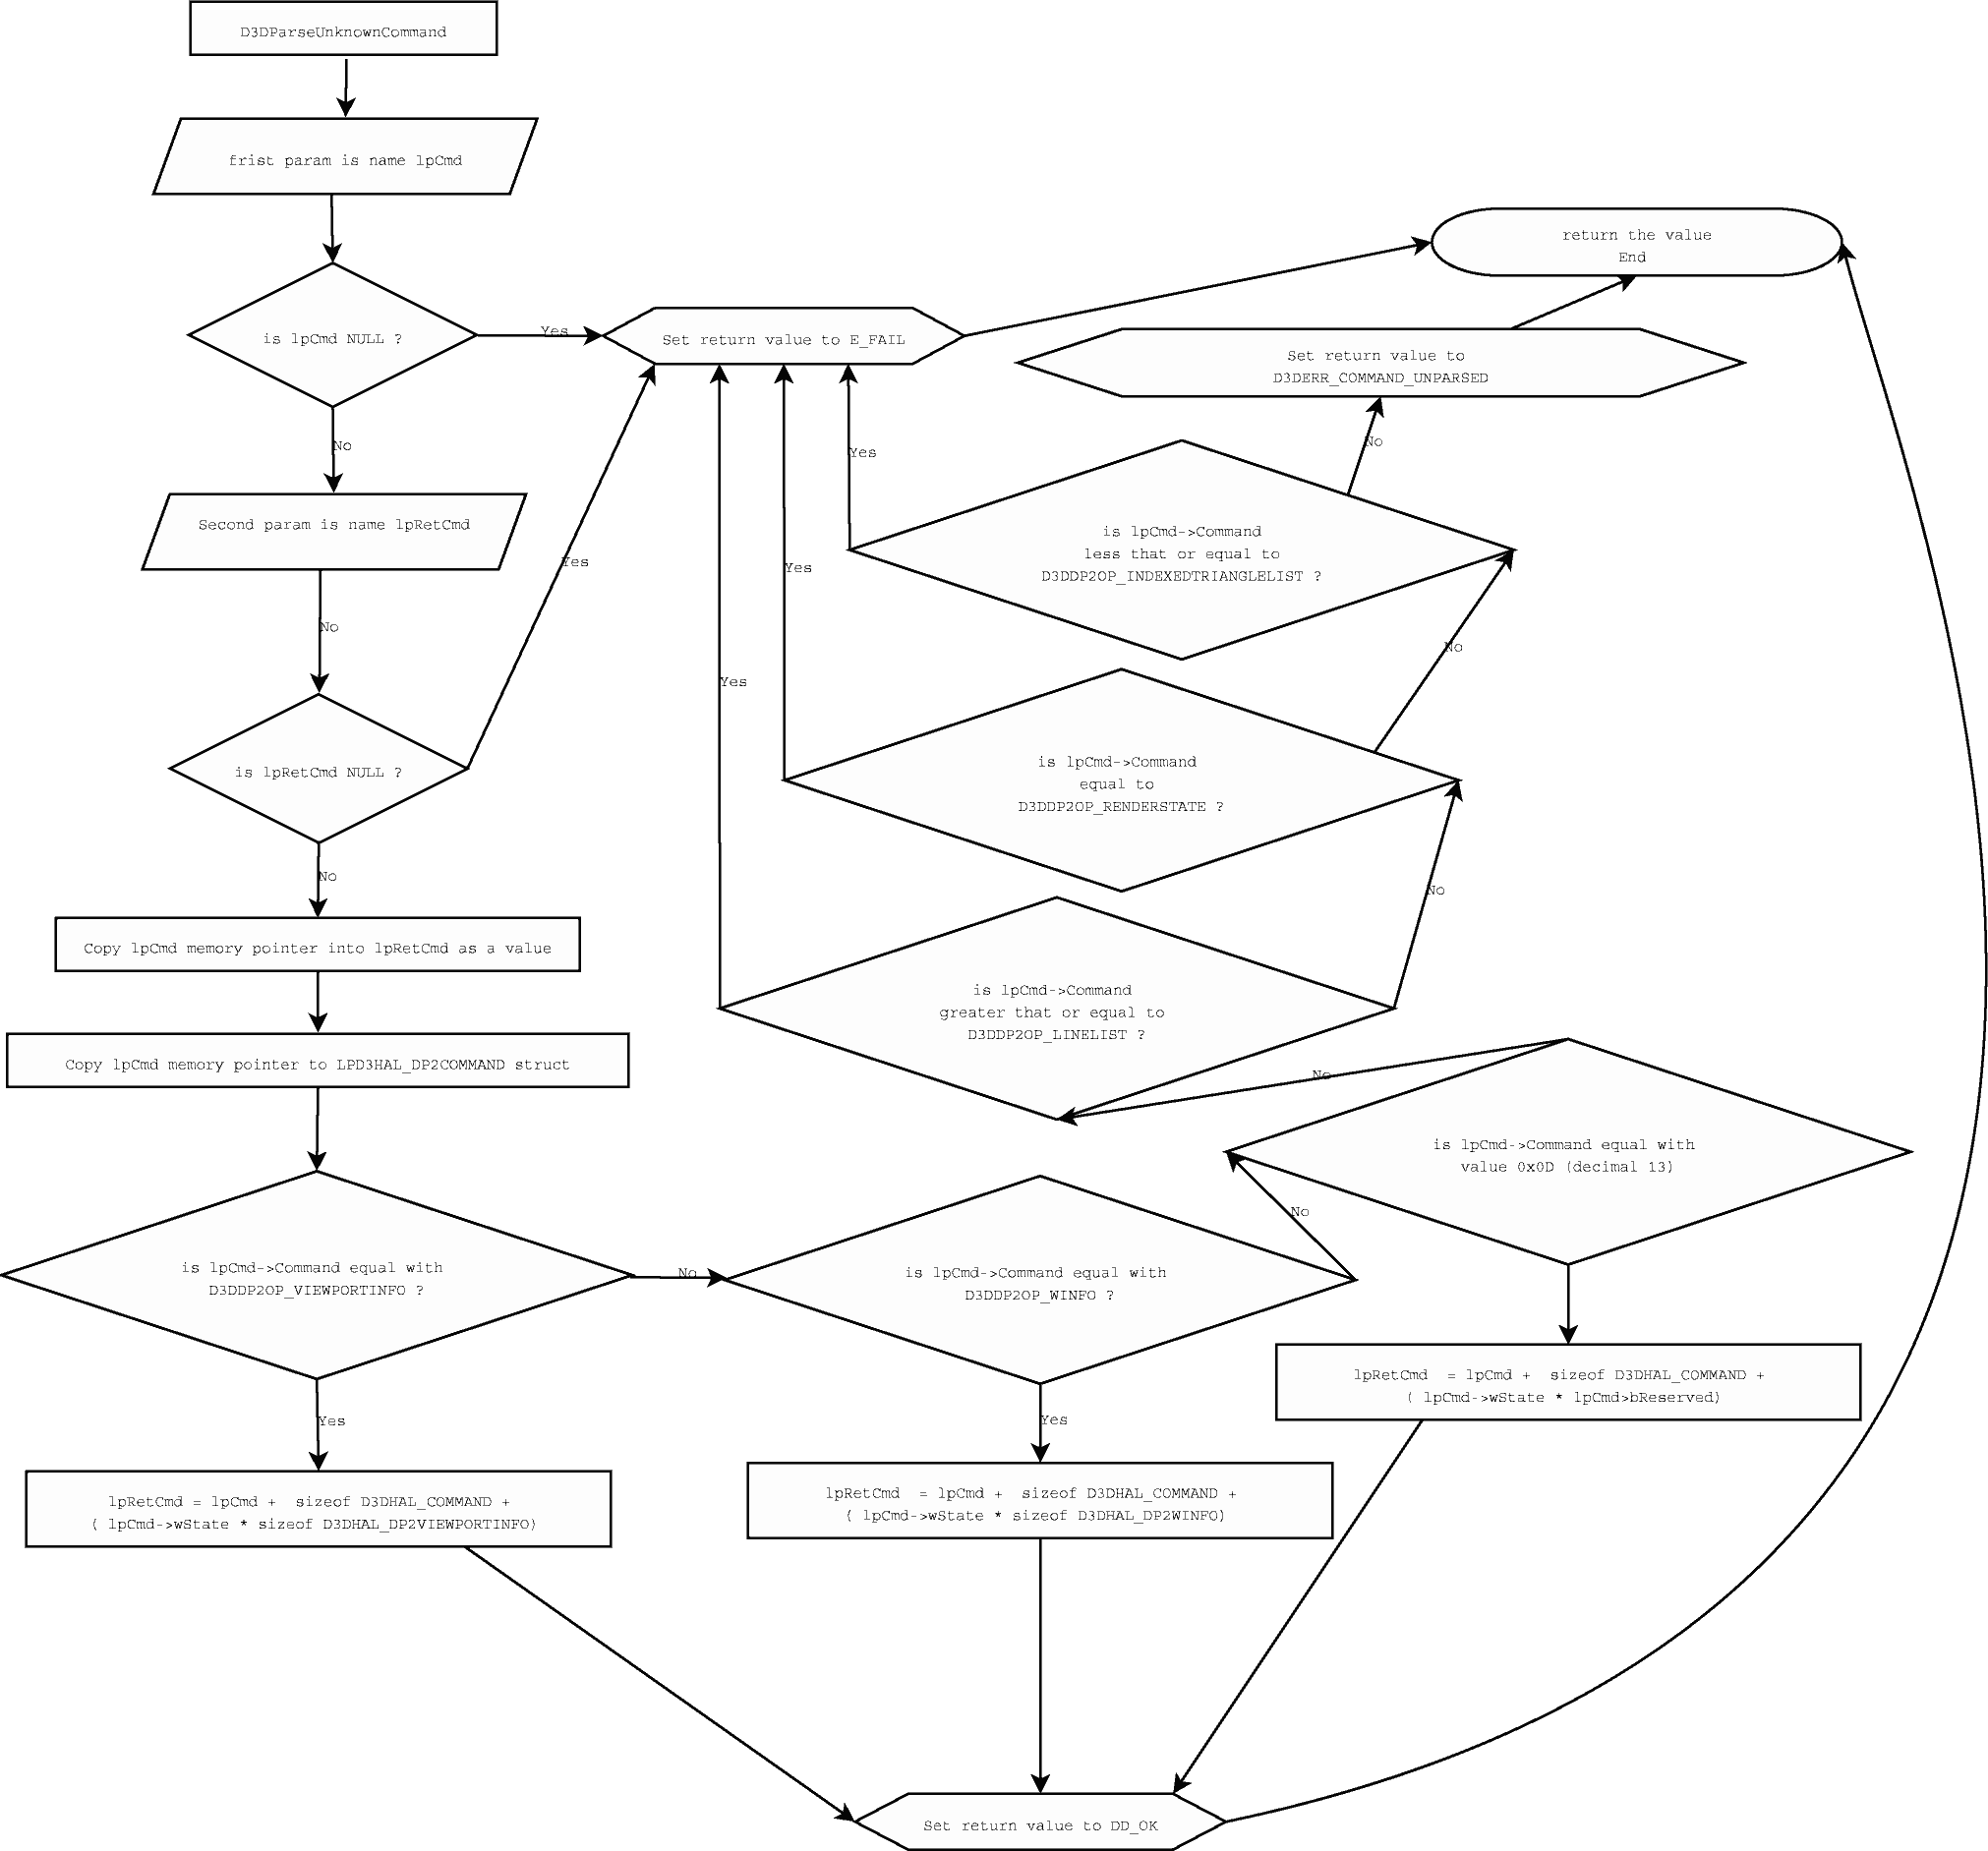 D3DParseUnknownCommand
frist param is name lpCmd
is lpCmd NULL ?
Yes
Set return value to E_FAIL
return the value
End
Set return value to
D3DERR_COMMAND_UNPARSED
No
Second param is name lpRetCmd
No
is lpRetCmd NULL ?
Yes
No
Yes
is lpCmd->Command
less that or equal to
D3DDP2OP_INDEXEDTRIANGLELIST ?
No
Yes
is lpCmd->Command
equal to
D3DDP2OP_RENDERSTATE ?
No
Yes
is lpCmd->Command
greater that or equal to
D3DDP2OP_LINELIST ?
No
Copy lpCmd memory pointer into lpRetCmd as a value
Copy lpCmd memory pointer to LPD3HAL_DP2COMMAND struct
is lpCmd->Command equal with
D3DDP2OP_VIEWPORTINFO ?
No
is lpCmd->Command equal with
D3DDP2OP_WINFO ?
No
is lpCmd->Command equal with
value 0x0D (decimal 13)
No
Yes
lpRetCmd = lpCmd +  sizeof D3DHAL_COMMAND +
( lpCmd->wState * sizeof D3DHAL_DP2VIEWPORTINFO)
Yes
lpRetCmd  = lpCmd +  sizeof D3DHAL_COMMAND +
( lpCmd->wState * sizeof D3DHAL_DP2WINFO)
lpRetCmd  = lpCmd +  sizeof D3DHAL_COMMAND +
( lpCmd->wState * lpCmd>bReserved)
Set return value to DD_OK